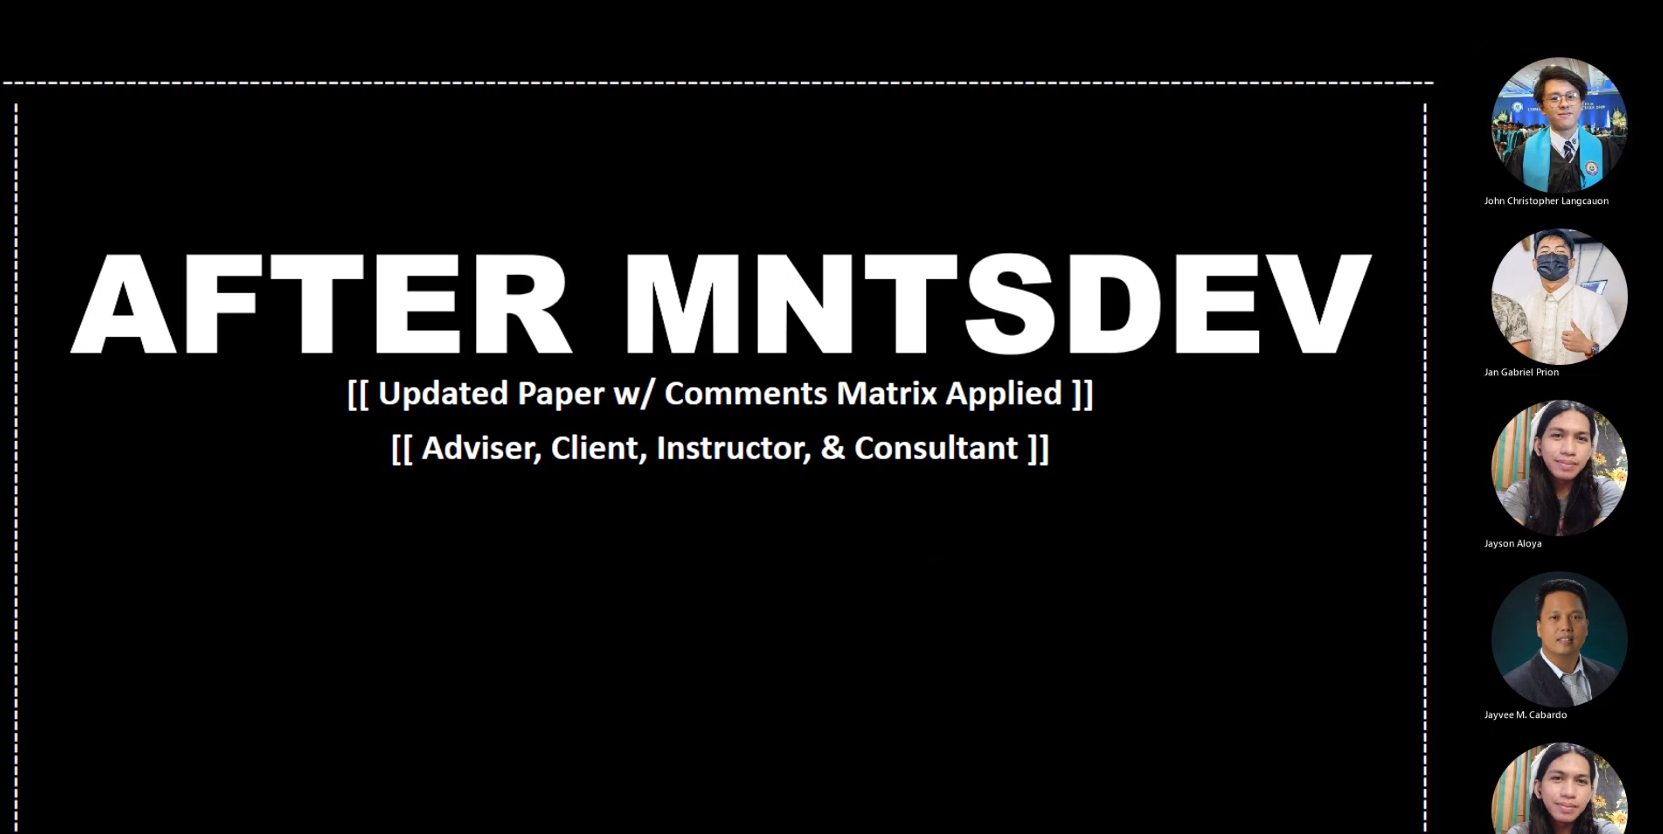 AFTER MNTSDEV
[[ Updated Paper w/ Comments Matrix Applied ]]
[[ Adviser, Client, Instructor, & Consultant ]]
John Christopher Langcauon
Jan Gabriel Prion
Jayson Aloya
Jayvee M. Cabardo